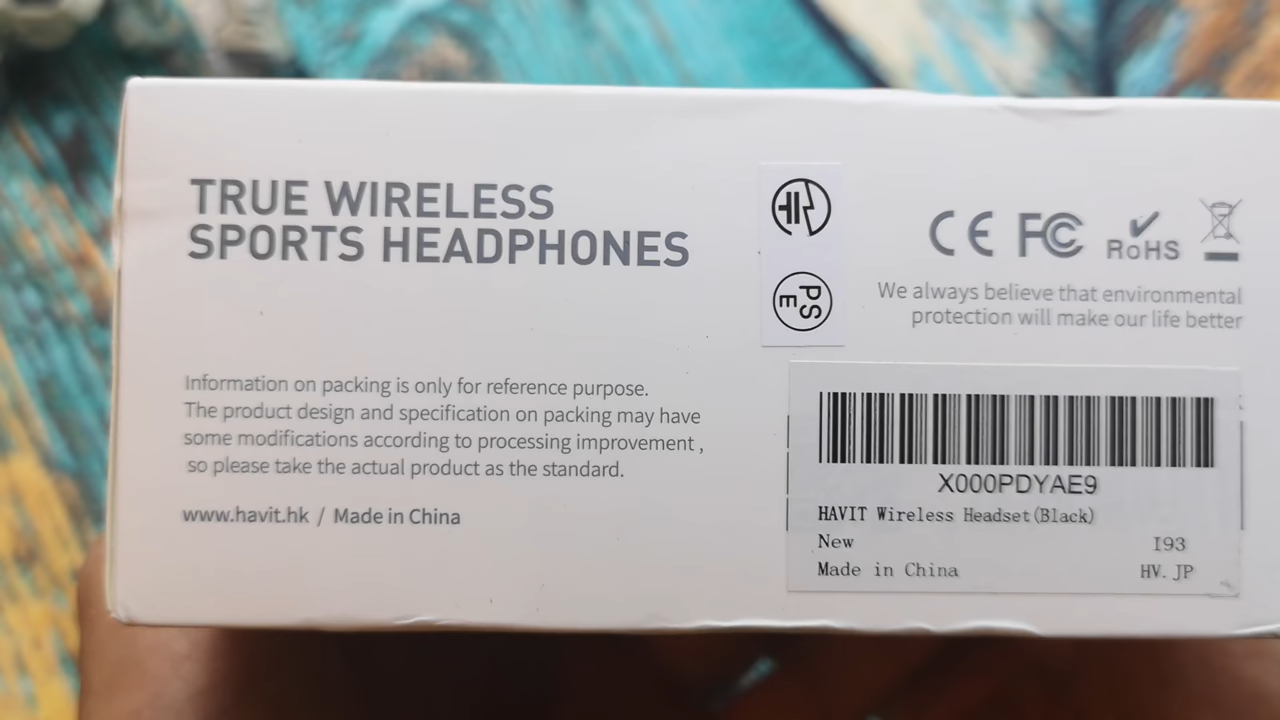 TRUE WIRELESS
SPORTS HEADPHONES
Information on packing is only for reference purpose.
The product design and specification on packing may have
some modifications according to processing improvement ,
so please take the actual product as the standard.
www.havit.hk / Made in China
PS
E
CE FC RoHS
We always believe that environmental
protection will make our life better
X000PDYAE9
HAVIT Wireless Headset(Black)
New I93
Made in China HV.JP